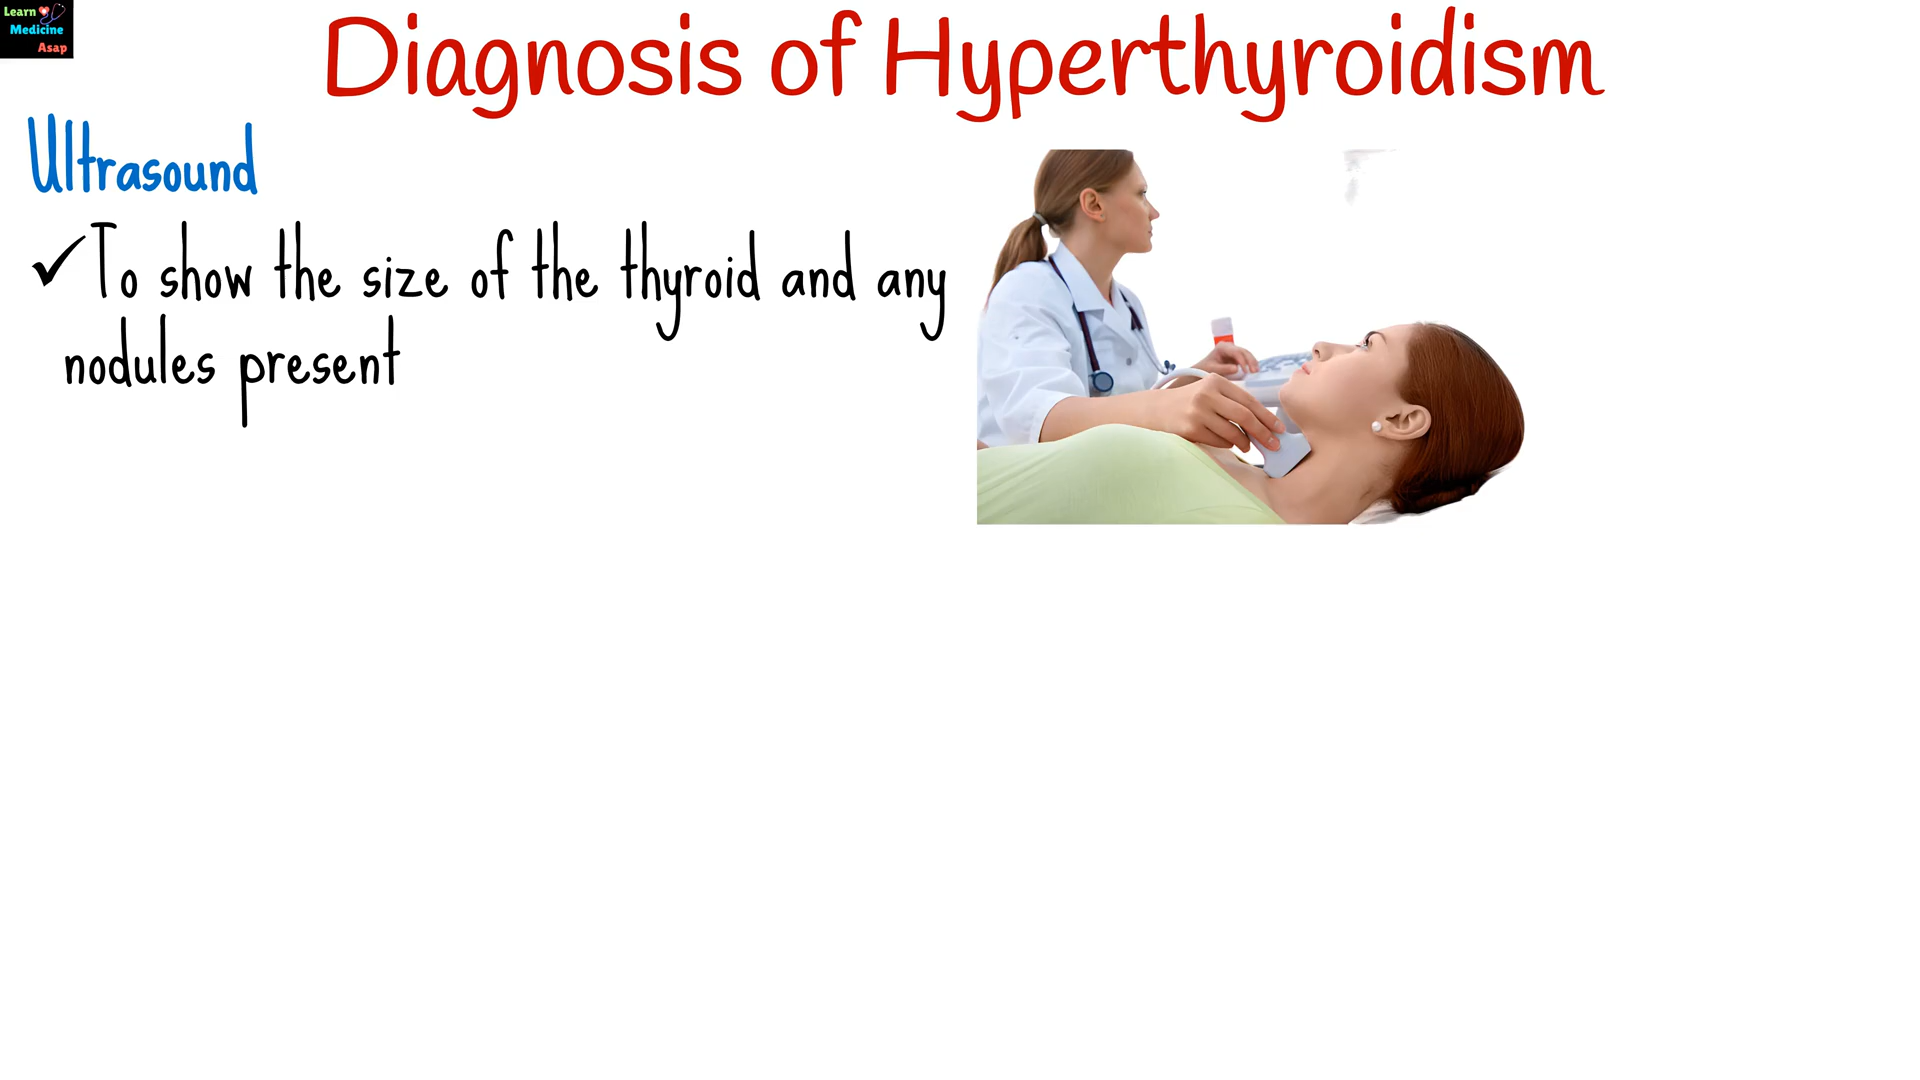 Learn
Medicine
Asap
Diagnosis of Hyperthyroidism
Ultrasound
✓To show the size of the thyroid and any
nodules present